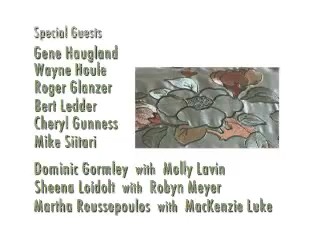 Special Guests
Gene Haugland
Wayne Houle
Roger Glanzer
Bert Ledder
Cheryl Gunness
Mike Siitari
Dominic Gormley with Molly Lavin
Sheena Loidolt with Robyn Meyer
Martha Roussopoulos with MacKenzie Luke